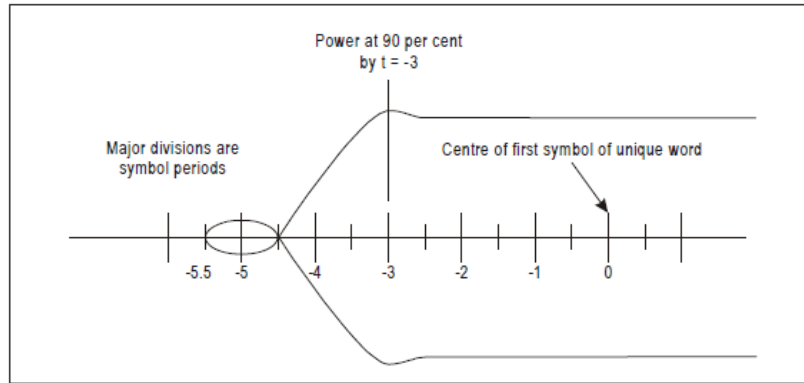 Power at 90 per cent
by t = -3
Major divisions are
symbol periods
Centre of first symbol of unique word
-5.5 -5 -4 -3 -2 -1 0